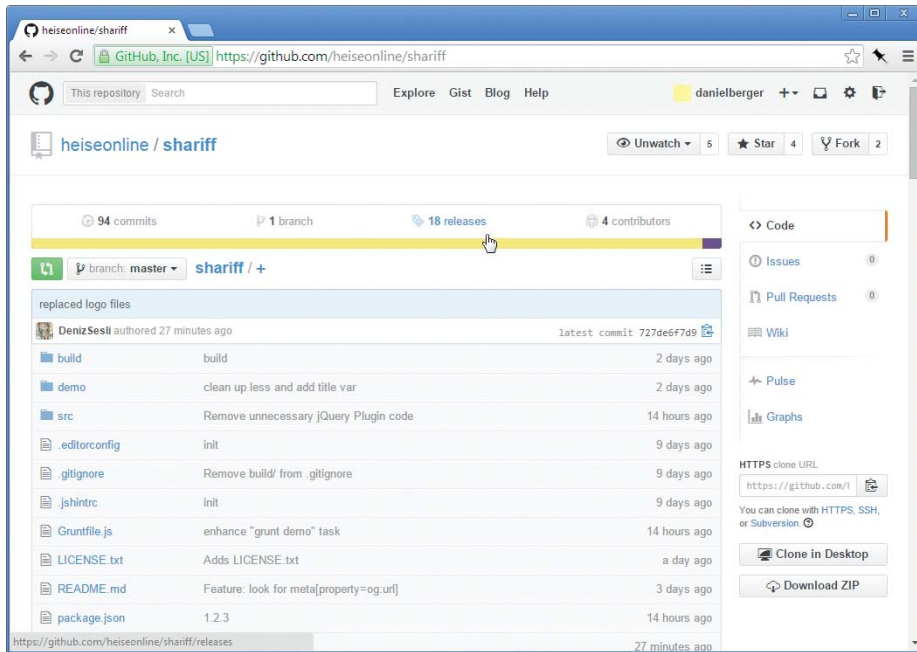 heiseonline/shariff
GitHub, Inc. [US] https://github.com/heiseonline/shariff
This repository Search Explore Gist Blog Help danielberger
heiseonline / shariff Unwatch 5 Star 4 Fork 2
94 commits 1 branch 18 releases 4 contributors
branch: master shariff / +
replaced logo files
DenizSesli authored 27 minutes ago latest commit 727de6f7d9
build build 2 days ago
demo clean up less and add title var 2 days ago
src Remove unnecessary jQuery Plugin code 14 hours ago
.editorconfig init 9 days ago
.gitignore Remove build/ from .gitignore 9 days ago
.jshintrc init 9 days ago
Gruntfile.js enhance "grunt demo" task 14 hours ago
LICENSE.txt Adds LICENSE.txt a day ago
README.md Feature: look for meta[property=og:url] 3 days ago
package.json 1.2.3 14 hours ago
27 minutes ago
https://github.com/heiseonline/shariff/releases
Code
Issues 0
Pull Requests 0
Wiki
Pulse
Graphs
HTTPS clone URL
https://github.com/
You can clone with HTTPS, SSH,
or Subversion.
Clone in Desktop
Download ZIP